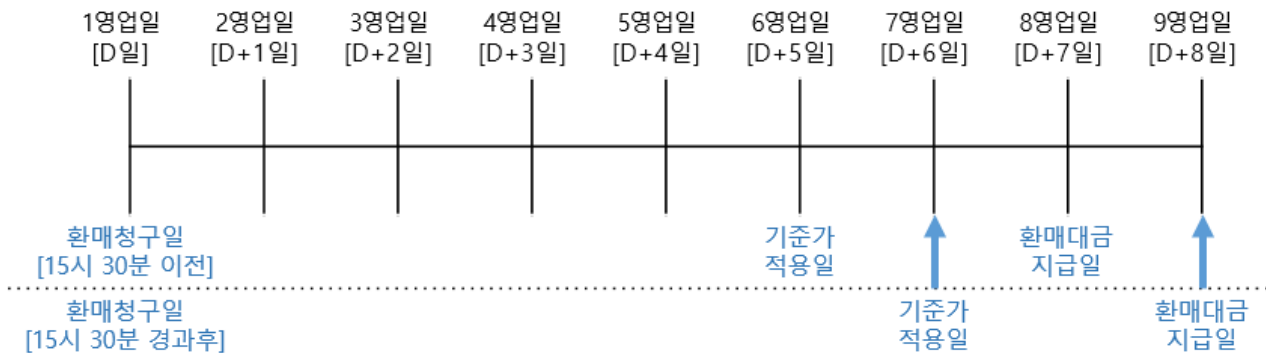 1영업일 2영업일 3영업일 4영업일 5영업일 6영업일 7영업일 8영업일 9영업일
[D일] [D+1일] [D+2일] [D+3일] [D+4일] [D+5일] [D+6일] [D+7일] [D+8일]
환매청구일 기준가 환매대금
[15시 30분 이전] 적용일 지급일
환매청구일 기준가 환매대금
[15시 30분 경과후] 적용일 지급일